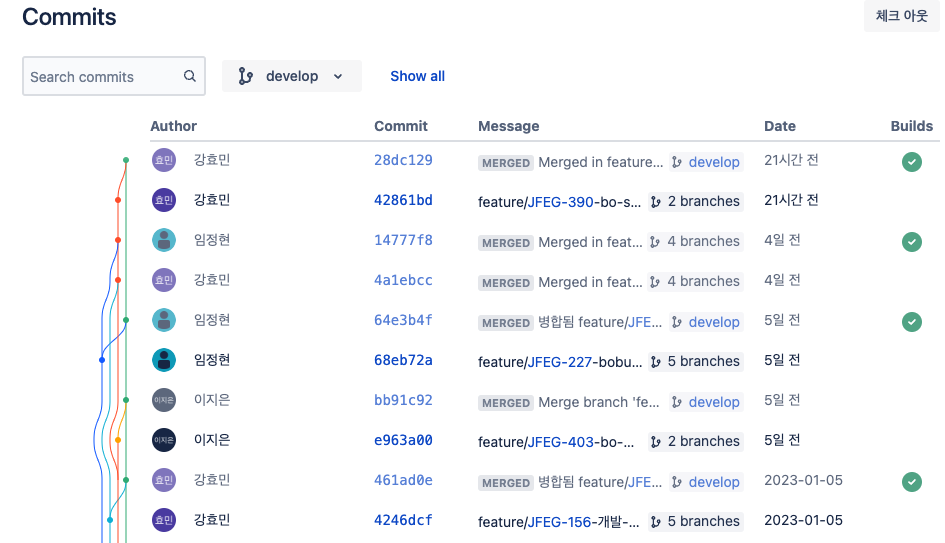 Commits
체크 아웃
Search commits
develop
Show all
Author Commit Message Date Builds
효민 강효민 28dc129 MERGED Merged in feature... develop 21시간 전
효민 강효민 42861bd feature/JFEG-390-bo-s... 2 branches 21시간 전
임정현 14777f8 MERGED Merged in feat... 4 branches 4일 전
효민 강효민 4a1ebcc MERGED Merged in feat... 4 branches 4일 전
임정현 64e3b4f MERGED 병합됨 feature/JFE... develop 5일 전
임정현 68eb72a feature/JFEG-227-bobu... 5 branches 5일 전
이지은 이지은 bb91c92 MERGED Merge branch 'fe... develop 5일 전
이지은 이지은 e963a00 feature/JFEG-403-bo-... 2 branches 5일 전
효민 강효민 461ad0e MERGED 병합됨 feature/JFE... develop 2023-01-05
효민 강효민 4246dcf feature/JFEG-156-개발-... 5 branches 2023-01-05